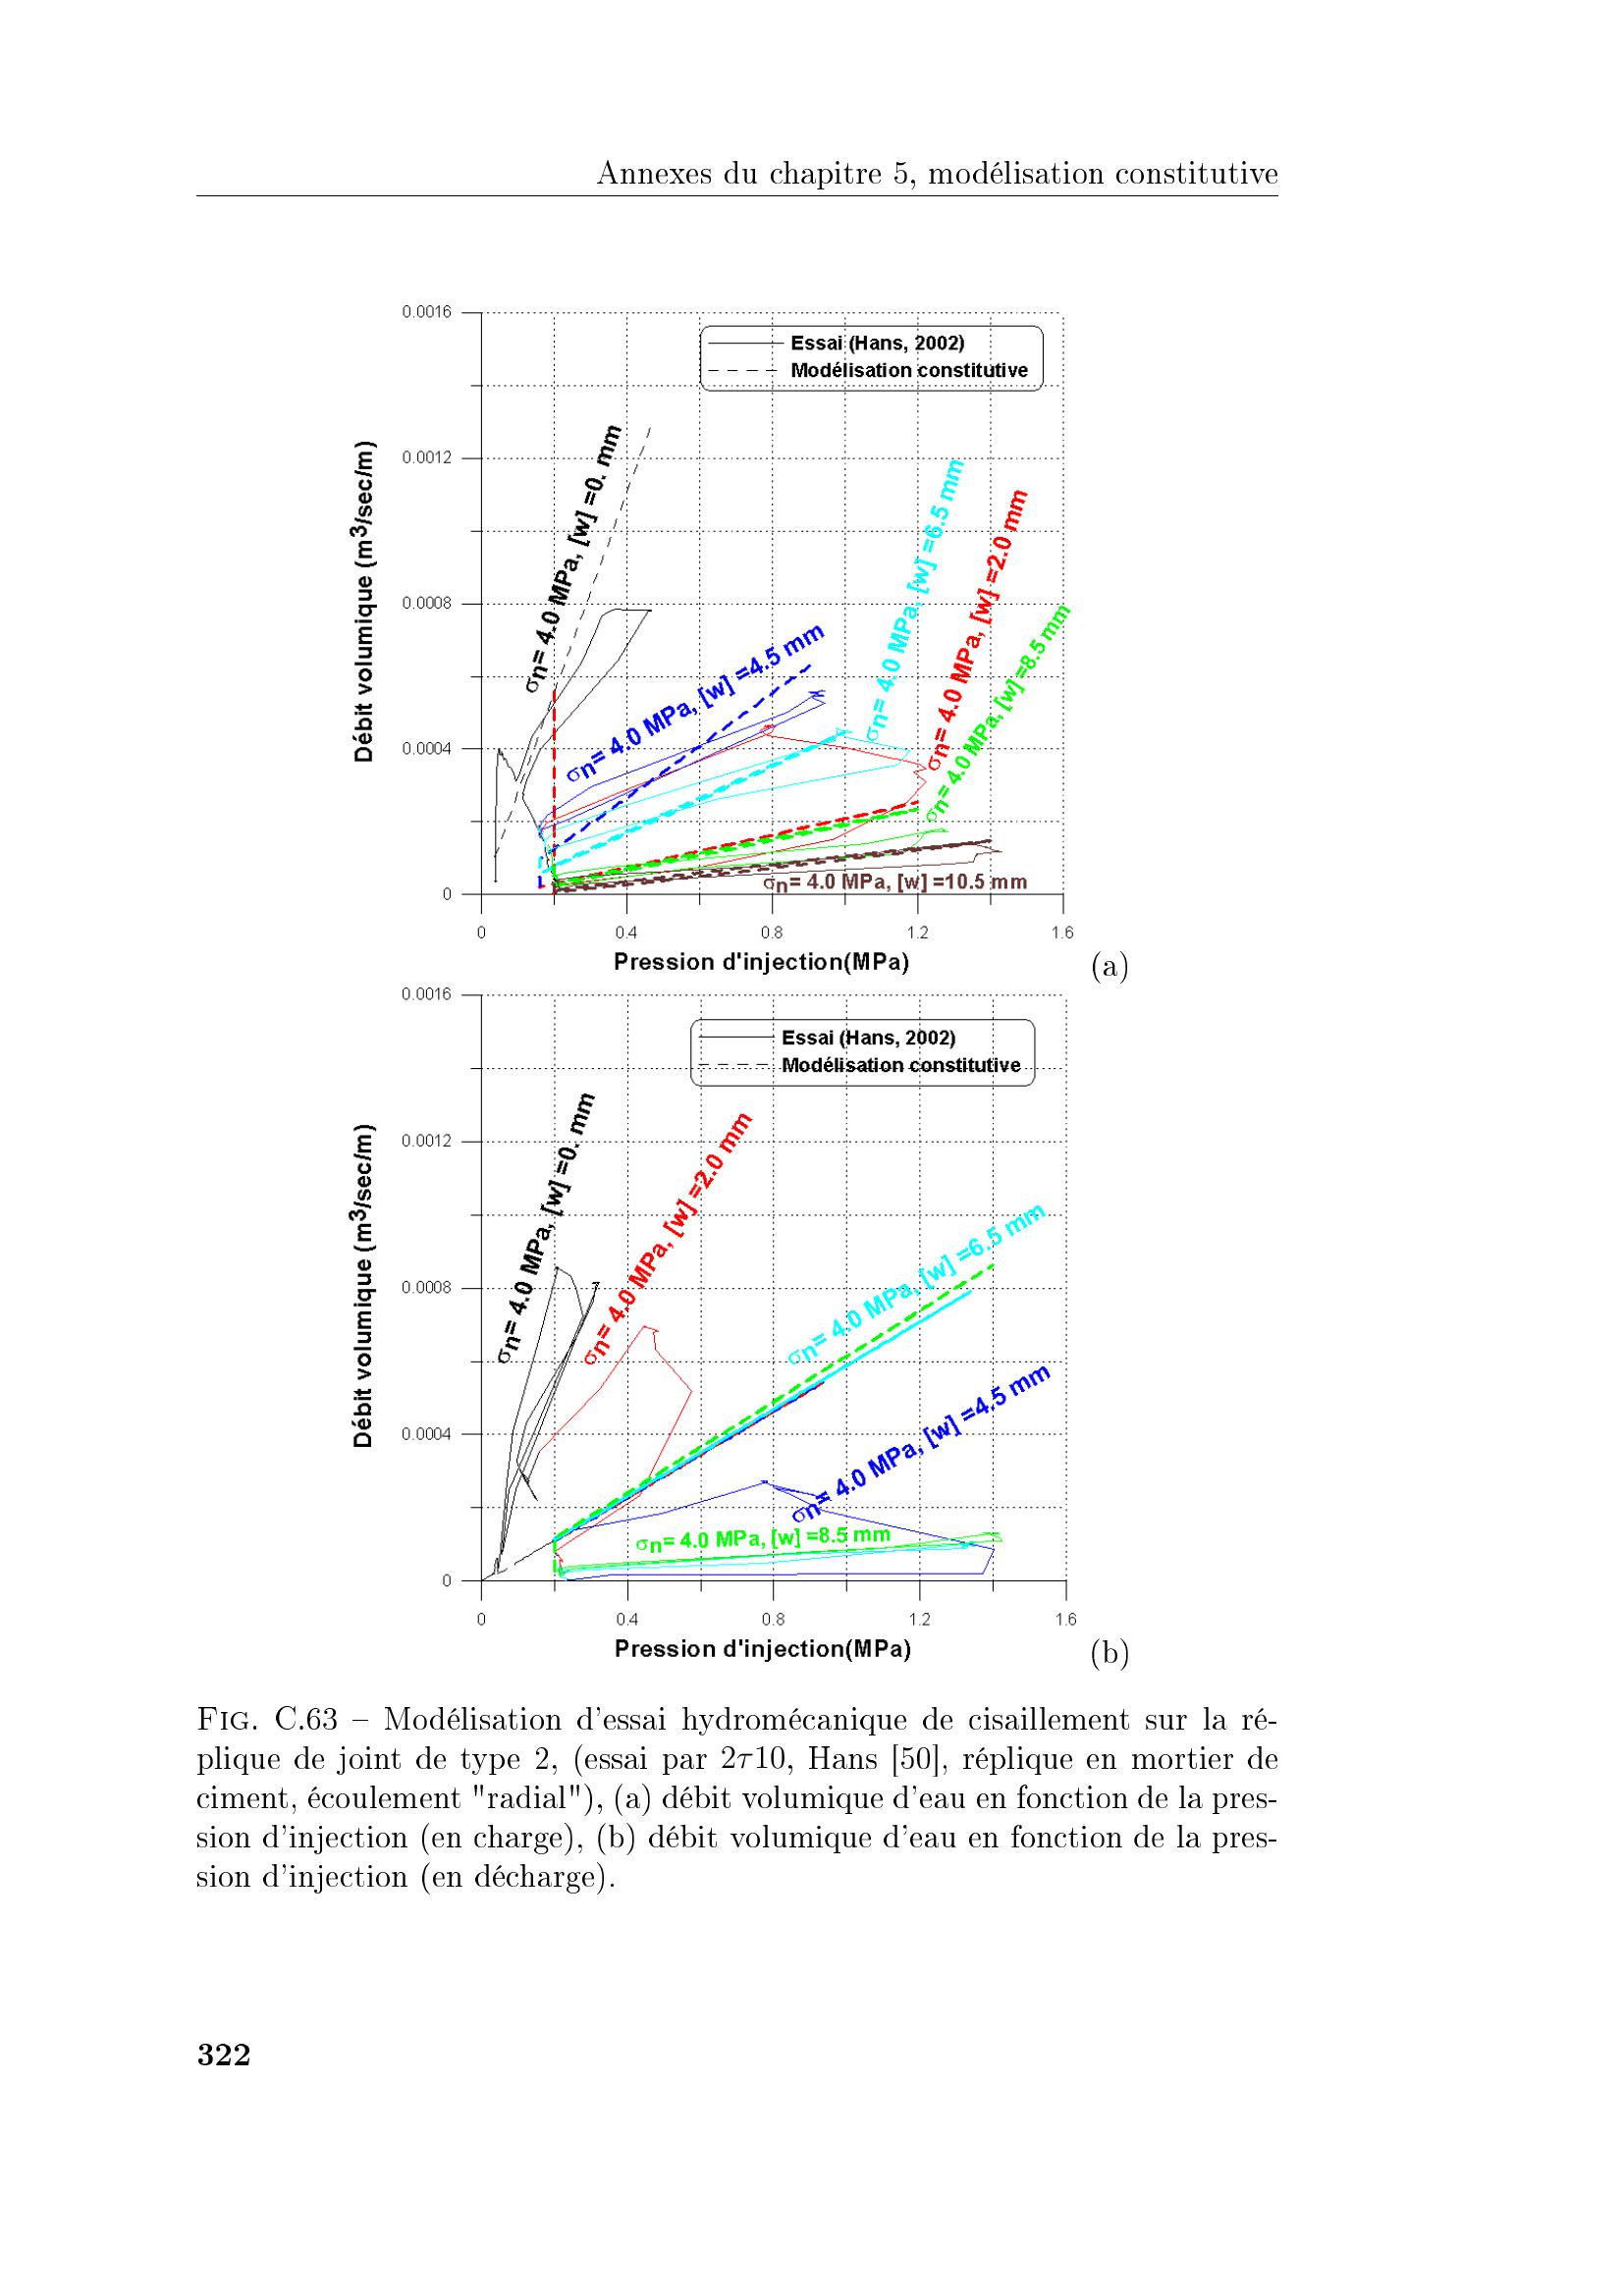 Annexes du chapitre 5, modélisation constitutive
0.0016
0.0012
0.0008
0.0004
0
Débit volumique (m3/sec/m)
Essai (Hans, 2002)
Modélisation constitutive
σn= 4.0 MPa, [w] =0. mm
σn= 4.0 MPa, [w] =4.5 mm
σn= 4.0 MPa, [w] =6.5 mm
σn= 4.0 MPa, [w] =2.0 mm
σn= 4.0 MPa, [w] =8.5 mm
σn= 4.0 MPa, [w] =10.5 mm
0 0.4 0.8 1.2 1.6
Pression d'injection(MPa)
(a)
0.0016
0.0012
0.0008
0.0004
0
Débit volumique (m3/sec/m)
Essai (Hans, 2002)
Modélisation constitutive
σn= 4.0 MPa, [w] =0. mm
σn= 4.0 MPa, [w] =2.0 mm
σn= 4.0 MPa, [w] =6.5 mm
σn= 4.0 MPa, [w] =4.5 mm
σn= 4.0 MPa, [w] =8.5 mm
0 0.4 0.8 1.2 1.6
Pression d'injection(MPa)
(b)
FIG. C.63 – Modélisation d'essai hydromécanique de cisaillement sur la ré-
plique de joint de type 2, (essai par 2τ10, Hans [50], réplique en mortier de
ciment, écoulement "radial"), (a) débit volumique d'eau en fonction de la pres-
sion d'injection (en charge), (b) débit volumique d'eau en fonction de la pres-
sion d'injection (en décharge).
322